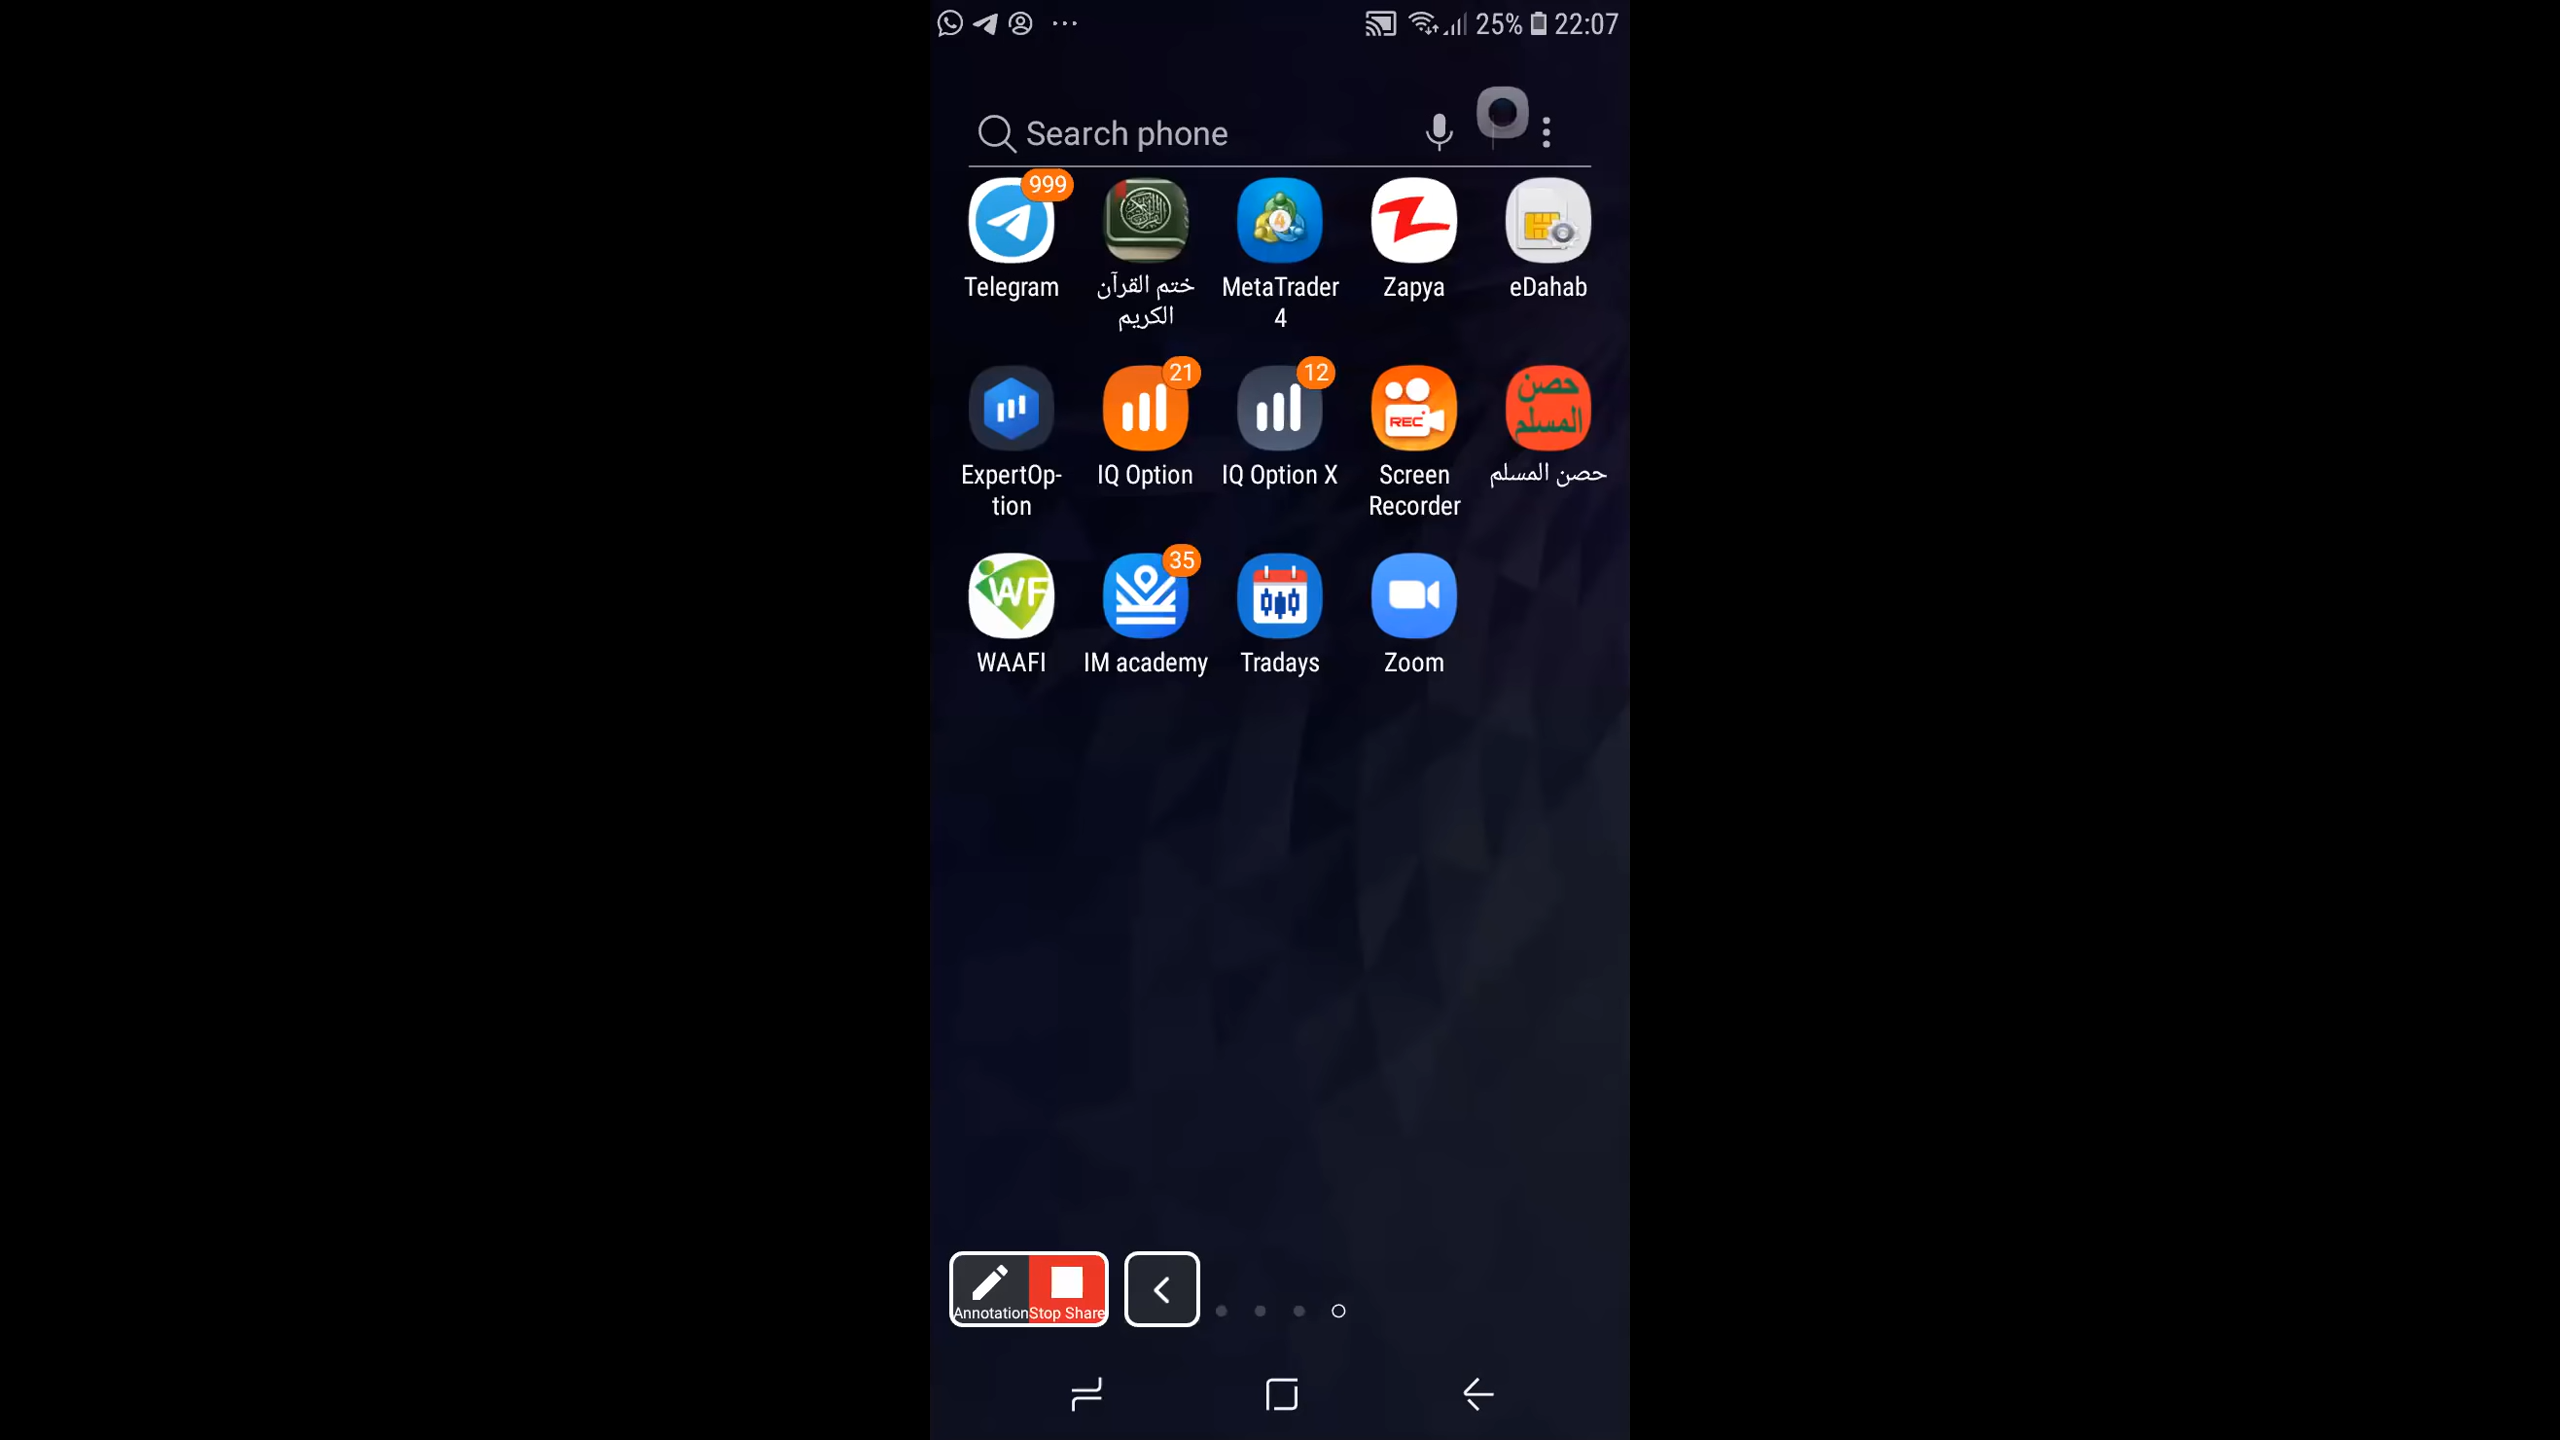 25% 22:07
Search phone
999
Telegram
ختم القرآن
الكريم
4
MetaTrader
4
Zapya
eDahab
ExpertOp-
tion
21
IQ Option
12
IQ Option X
REC
Screen
Recorder
حصن
المسلم
حصن المسلم
WF
WAAFI
35
IM academy
Tradays
Zoom
Annotation
Stop Share